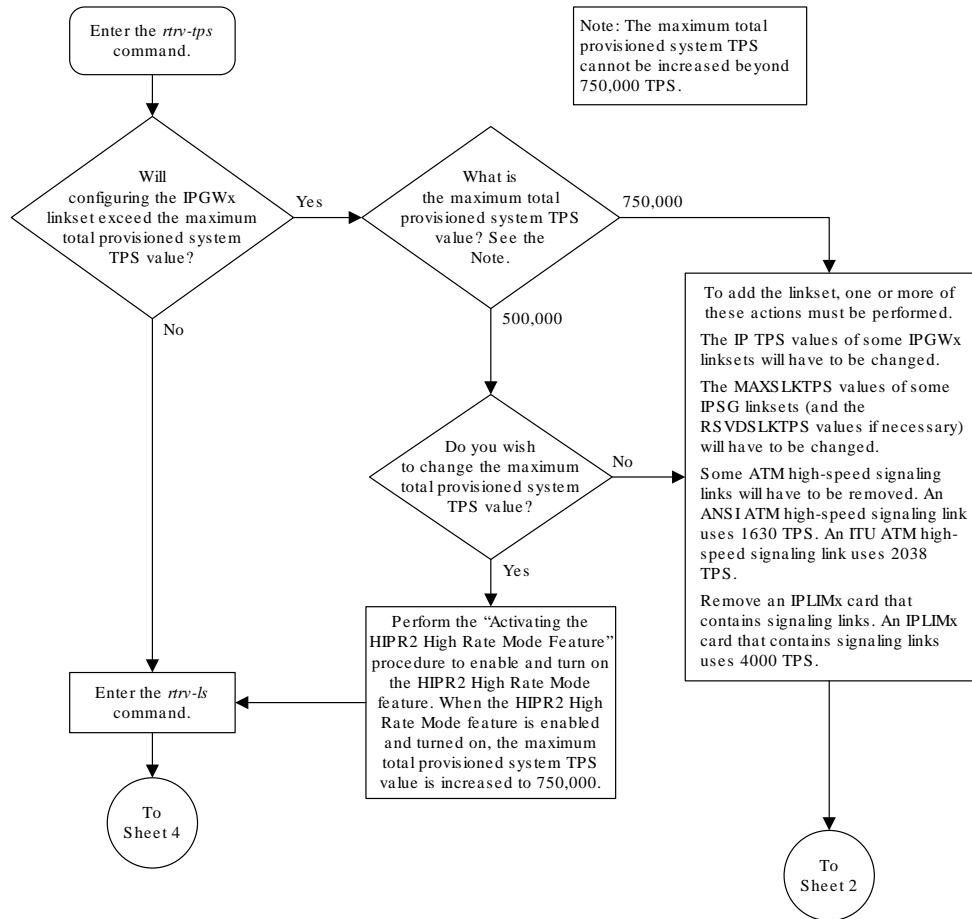 Enter the rtrv-tps
command.
Note: The maximum total
provisioned system TPS
cannot be increased beyond
750,000 TPS.
Will
configuring the IPGWx
linkset exceed the maximum
total provisioned system
TPS value?
Yes
What is
the maximum total
provisioned system TPS
value? See the
Note.
750,000
No
500,000
To add the linkset, one or more of
these actions must be performed.
The IP TPS values of some IPGWx
linksets will have to be changed.
The MAXSLKTPS values of some
IPSG linksets (and the
RSVDSLKTPS values if necessary)
will have to be changed.
Some ATM high-speed signaling
links will have to be removed. An
ANSI ATM high-speed signaling link
uses 1630 TPS. An ITU ATM high-
speed signaling link uses 2038
TPS.
Remove an IPLIMx card that
contains signaling links. An IPLIMx
card that contains signaling links
uses 4000 TPS.
Do you wish
to change the maximum
total provisioned system
TPS value?
No
Yes
Perform the “Activating the
HIPR2 High Rate Mode Feature”
procedure to enable and turn on
the HIPR2 High Rate Mode
feature. When the HIPR2 High
Rate Mode feature is enabled
and turned on, the maximum
total provisioned system TPS
value is increased to 750,000.
Enter the rtrv-ls
command.
To
Sheet 4
To
Sheet 2